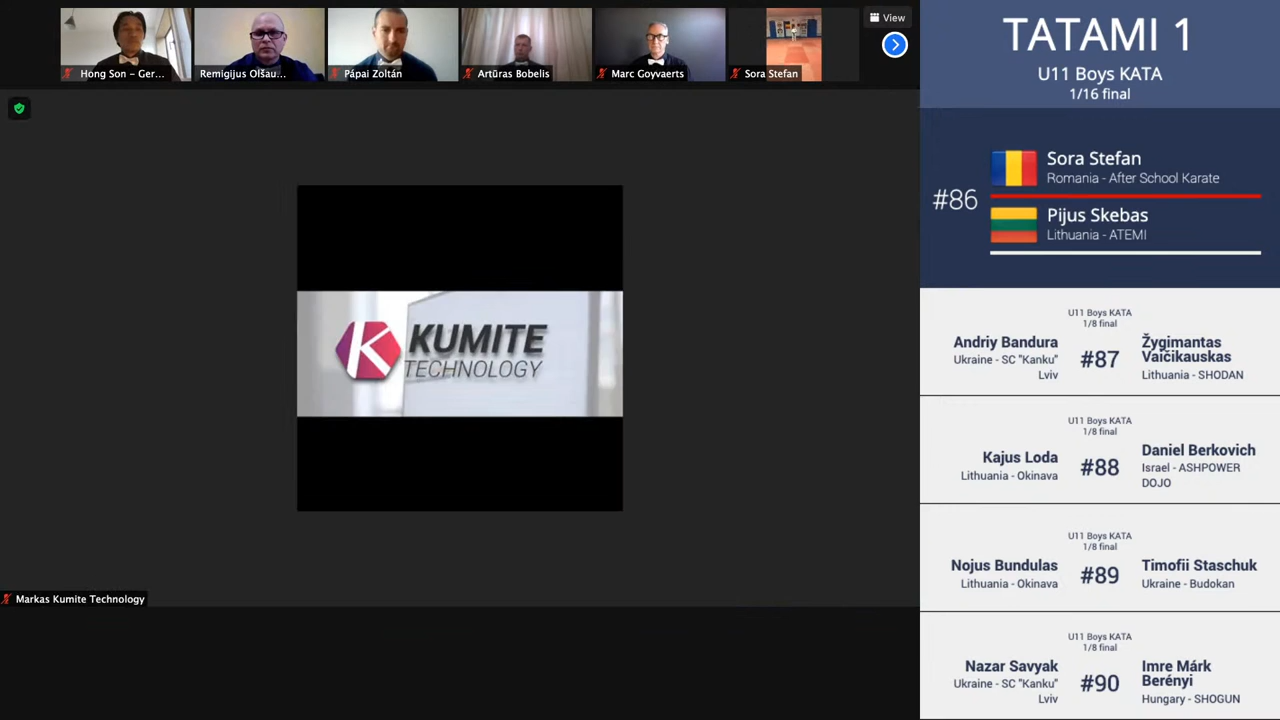 View
Hong Son - Ger...
Remigijus Olšau...
Pápai Zoltán
Artūras Bobelis
Marc Goyvaerts
Sora Stefan
K KUMITE
TECHNOLOGY
Markas Kumite Technology
TATAMI 1
U11 Boys KATA
1/16 final
#86
Sora Stefan
Romania - After School Karate
Pijus Skebas
Lithuania - ATEMI
U11 Boys KATA
1/8 final
Andriy Bandura
Ukraine - SC "Kanku"
Lviv
#87
Žygimantas
Vaičikauskas
Lithuania - SHODAN
U11 Boys KATA
1/8 final
Kajus Loda
Lithuania - Okinava
#88
Daniel Berkovich
Israel - ASHPOWER
DOJO
U11 Boys KATA
1/8 final
Nojus Bundulas
Lithuania - Okinava
#89
Timofii Staschuk
Ukraine - Budokan
U11 Boys KATA
1/8 final
Nazar Savyak
Ukraine - SC "Kanku"
Lviv
#90
Imre Márk
Berényi
Hungary - SHOGUN